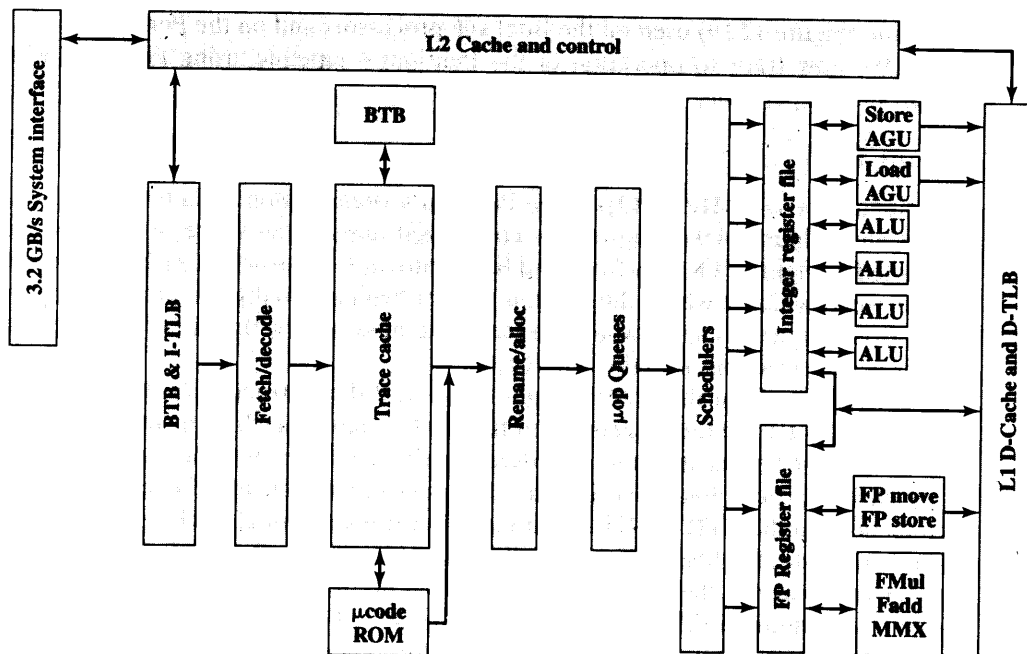 L2 Cache and control
3.2 GB/s System interface
BTB
BTB & I-TLB
Fetch/decode
Trace cache
µcode
ROM
Rename/alloc
µop Queues
Schedulers
Integer register file
FP Register file
Store
AGU
Load
AGU
ALU
ALU
ALU
ALU
FP move
FP store
FMul
Fadd
MMX
L1 D-Cache and D-TLB